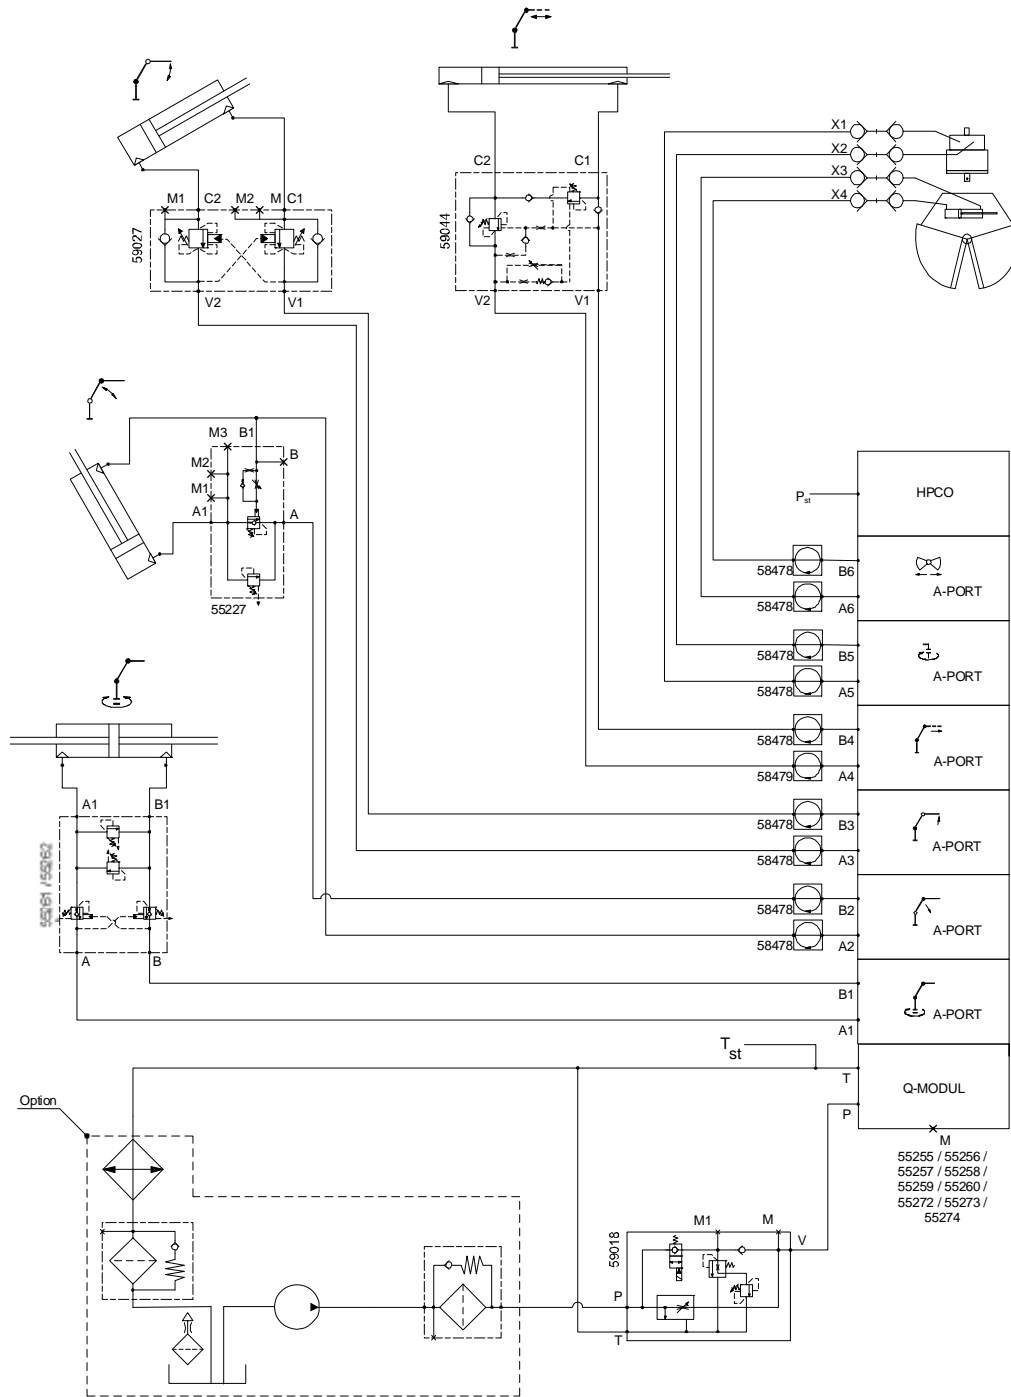 X1
X2
X3
X4
C2
C1
M1
C2
M2
M
C1
59027
59044
V2
V1
V2
V1
M3
B1
B
M2
M1
A1
A
55227
HPCO
Pst
58478
B6
A-PORT
58478
A6
58478
B5
A-PORT
58478
A5
58478
B4
A-PORT
58479
A4
58478
B3
A-PORT
58478
A3
58478
B2
A-PORT
58478
A2
A1
B1
55261 / 55262
A
B
B1
A-PORT
A1
Tst
T
Q-MODUL
P
Option
M
55255 / 55256 /
55257 / 55258 /
55259 / 55260 /
55272 / 55273 /
55274
M1
M
V
59018
P
T